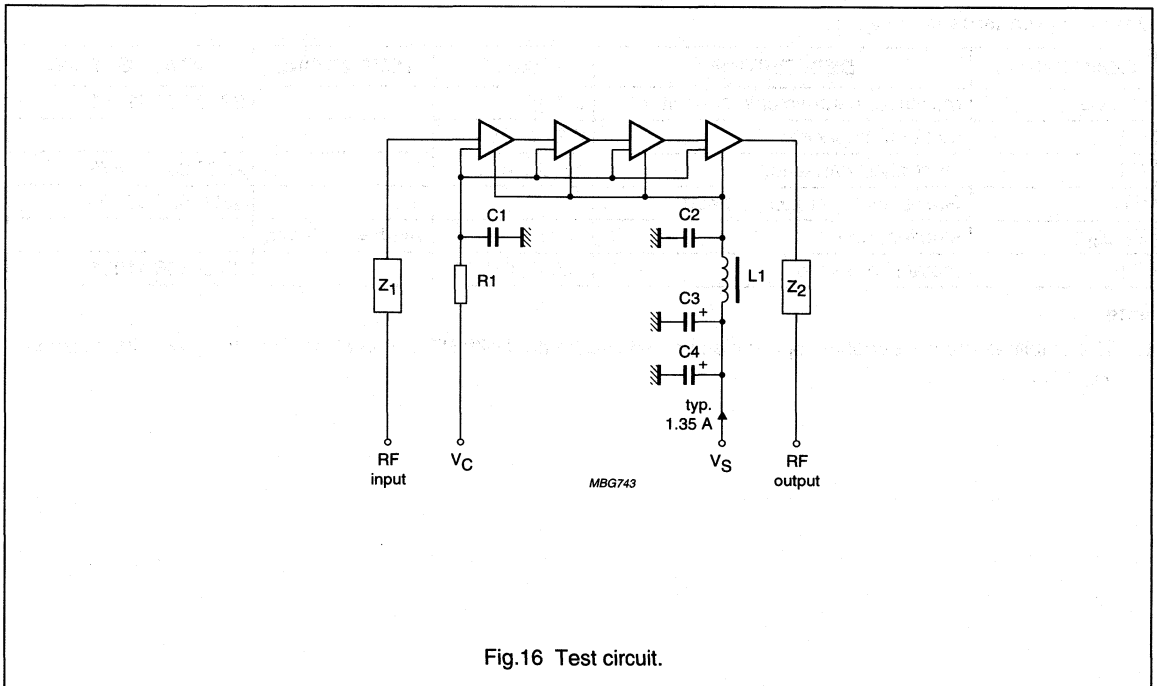 C1
C2
Z1
R1
L1
Z2
C3
+
C4
+
typ.
1.35 A
RF
input
VC
VS
RF
output
MBG743
Fig.16 Test circuit.